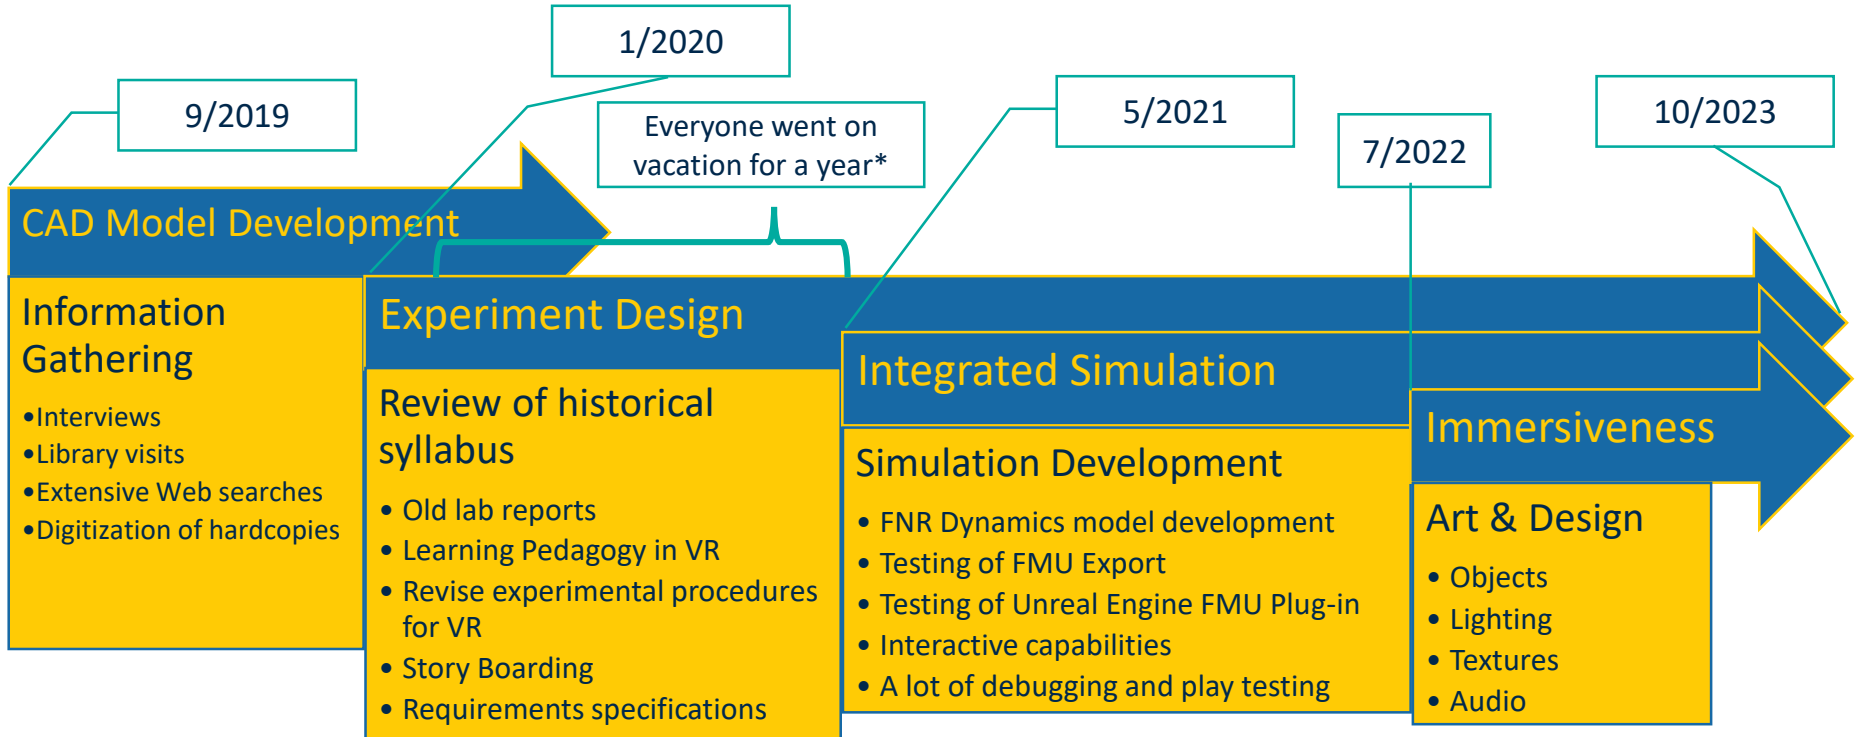 9/2019
1/2020
Everyone went on
vacation for a year*
5/2021
7/2022
10/2023
CAD Model Development
Information
Gathering
•Interviews
•Library visits
•Extensive Web searches
•Digitization of hardcopies
Experiment Design
Review of historical
syllabus
• Old lab reports
• Learning Pedagogy in VR
• Revise experimental procedures
for VR
• Story Boarding
• Requirements specifications
Integrated Simulation
Simulation Development
• FNR Dynamics model development
• Testing of FMU Export
• Testing of Unreal Engine FMU Plug-in
• Interactive capabilities
• A lot of debugging and play testing
Immersiveness
Art & Design
• Objects
• Lighting
• Textures
• Audio